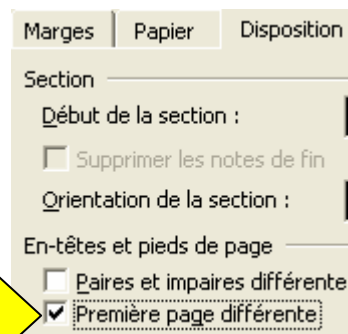 Marges Papier Disposition
Section
Début de la section :
Supprimer les notes de fin
Orientation de la section :
En-têtes et pieds de page
Paires et impaires différente
Première page différente